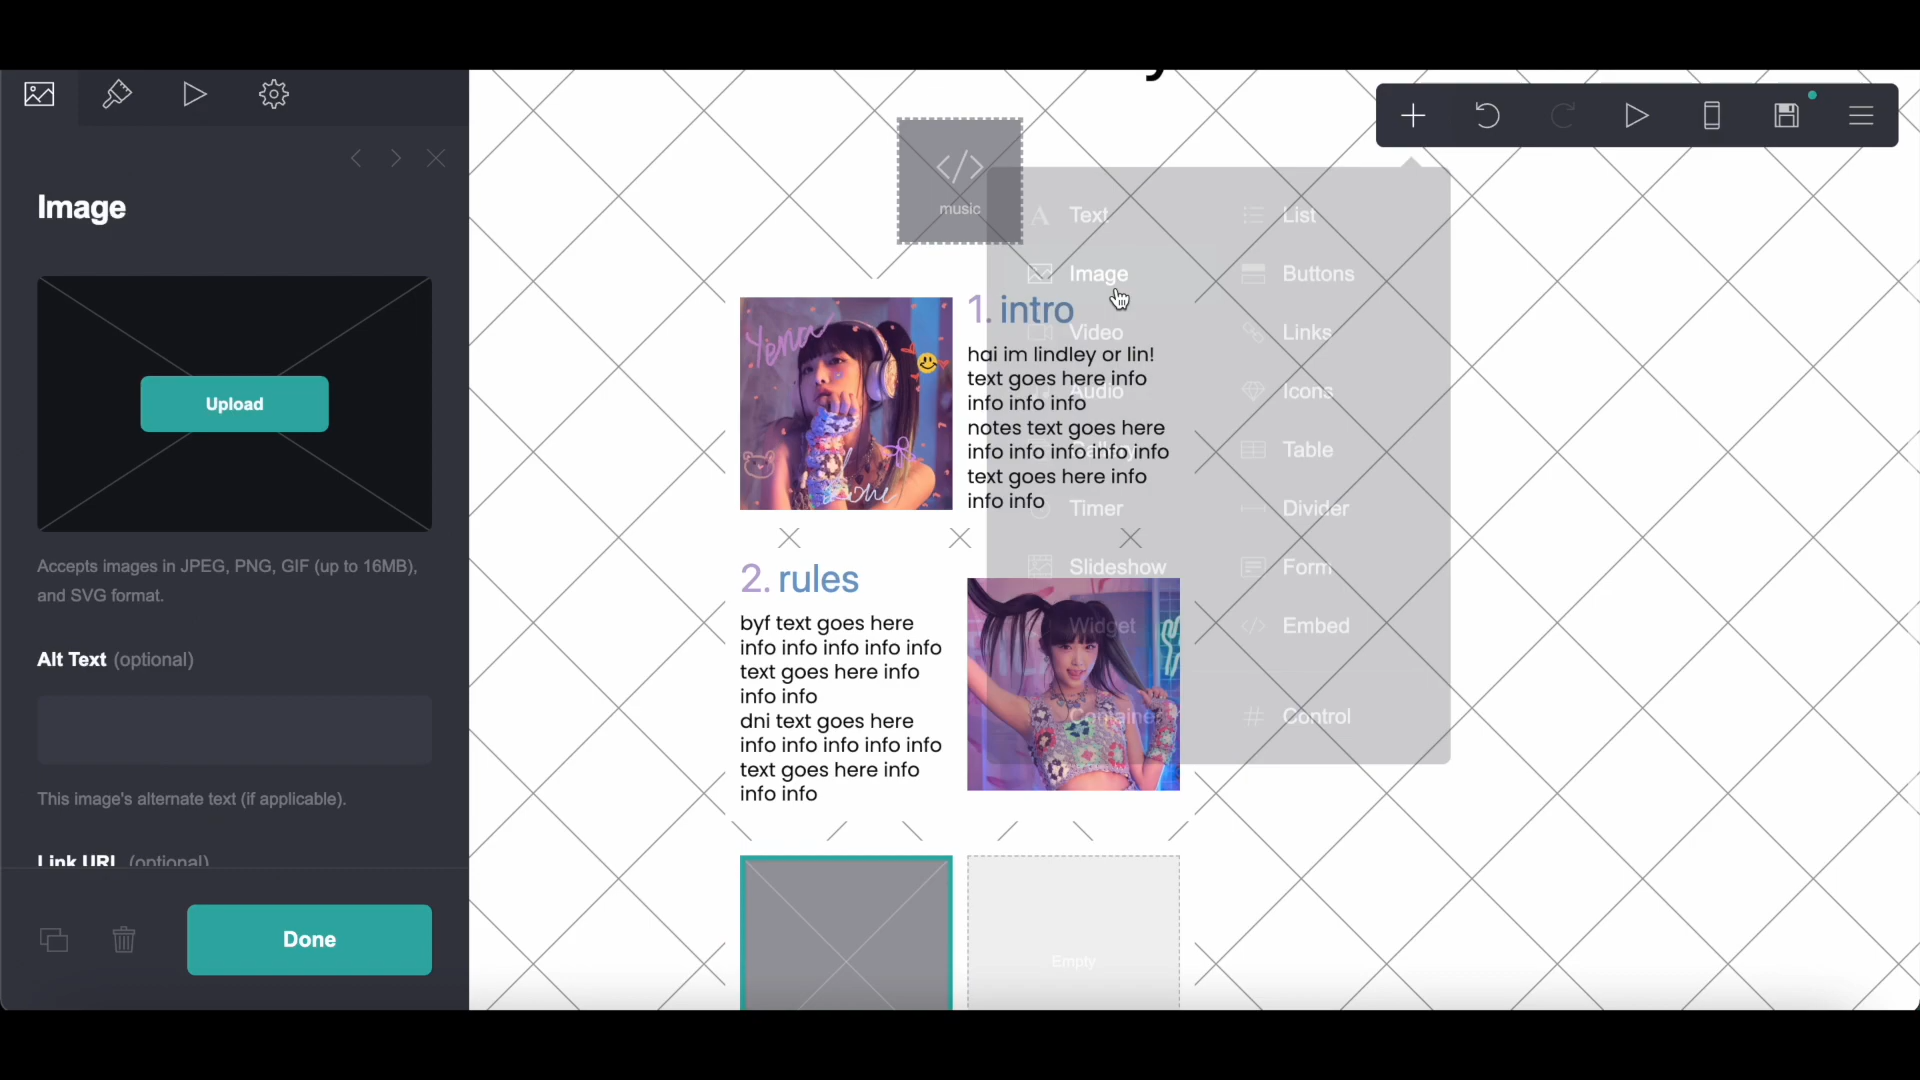 Image
Upload
Accepts images in JPEG, PNG, GIF (up to 16MB),
and SVG format.
Alt Text (optional)
This image's alternate text (if applicable).
Link URL (optional)
Done
music
Text
List
Image
Buttons
Video
Links
Audio
Icons
Gallery
Table
Timer
Divider
Slideshow
Form
Widget
Embed
Container
Control
Yena
1. intro
hai im lindley or lin!
text goes here info
info info info
notes text goes here
info info info info info
text goes here info
info info
2. rules
byf text goes here
info info info info info
text goes here info
info info
dni text goes here
info info info info info
text goes here info
info info
Empty